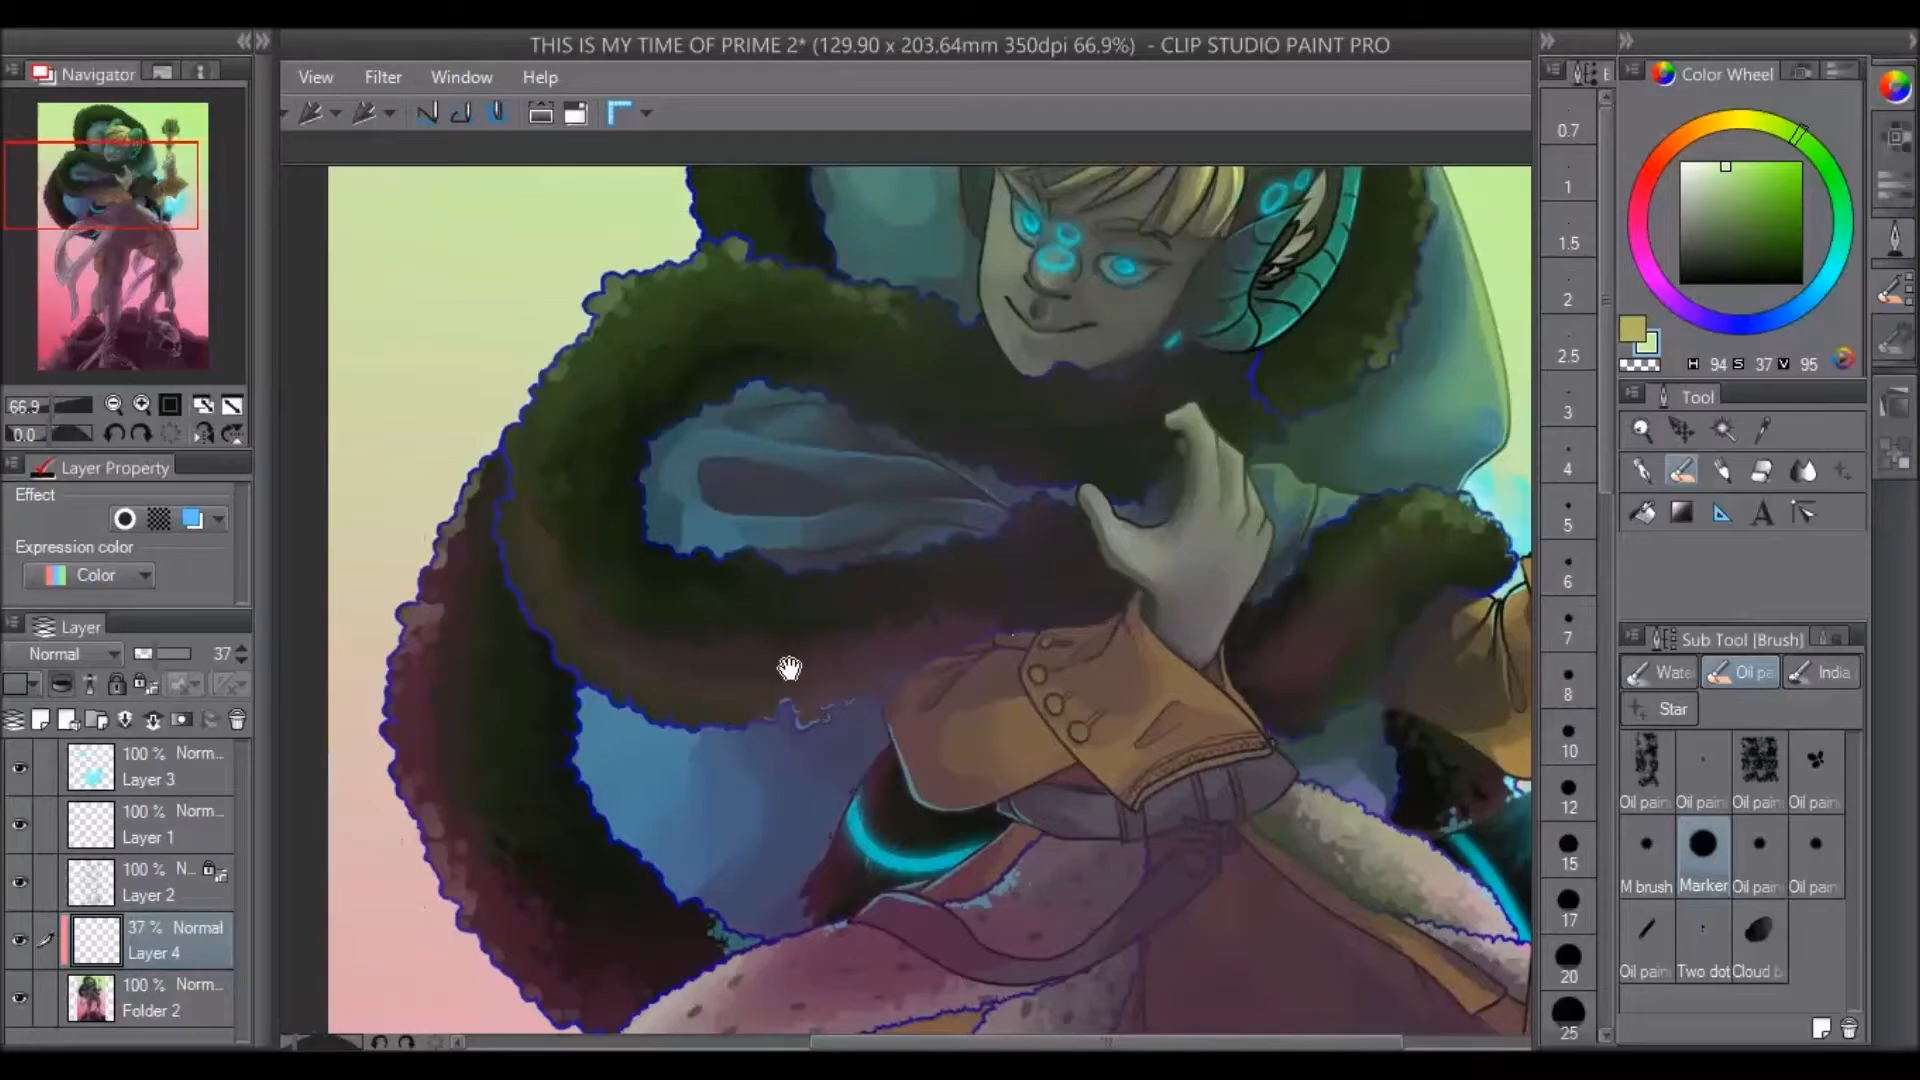 THIS IS MY TIME OF PRIME 2* (129.90 x 203.64mm 350dpi 66.9%)  - CLIP STUDIO PAINT PRO
View Filter Window Help
Navigator
66.9
0.0
Layer Property
Effect
Expression color
Color
Layer
Normal 37
100 % Norm...
Layer 3
100 % Norm...
Layer 1
100 % N...
Layer 2
37 % Normal
Layer 4
100 % Norm...
Folder 2
0.7
1
1.5
2
2.5
3
4
5
6
7
8
10
12
15
17
20
25
Color Wheel
H 94 S 37 V 95
Tool
Sub Tool [Brush]
Wate Oil pa India
Star
Oil pain Oil pain Oil pain Oil pain
M brush Marker Oil pain Oil pain
Oil pain Two dot Cloud b